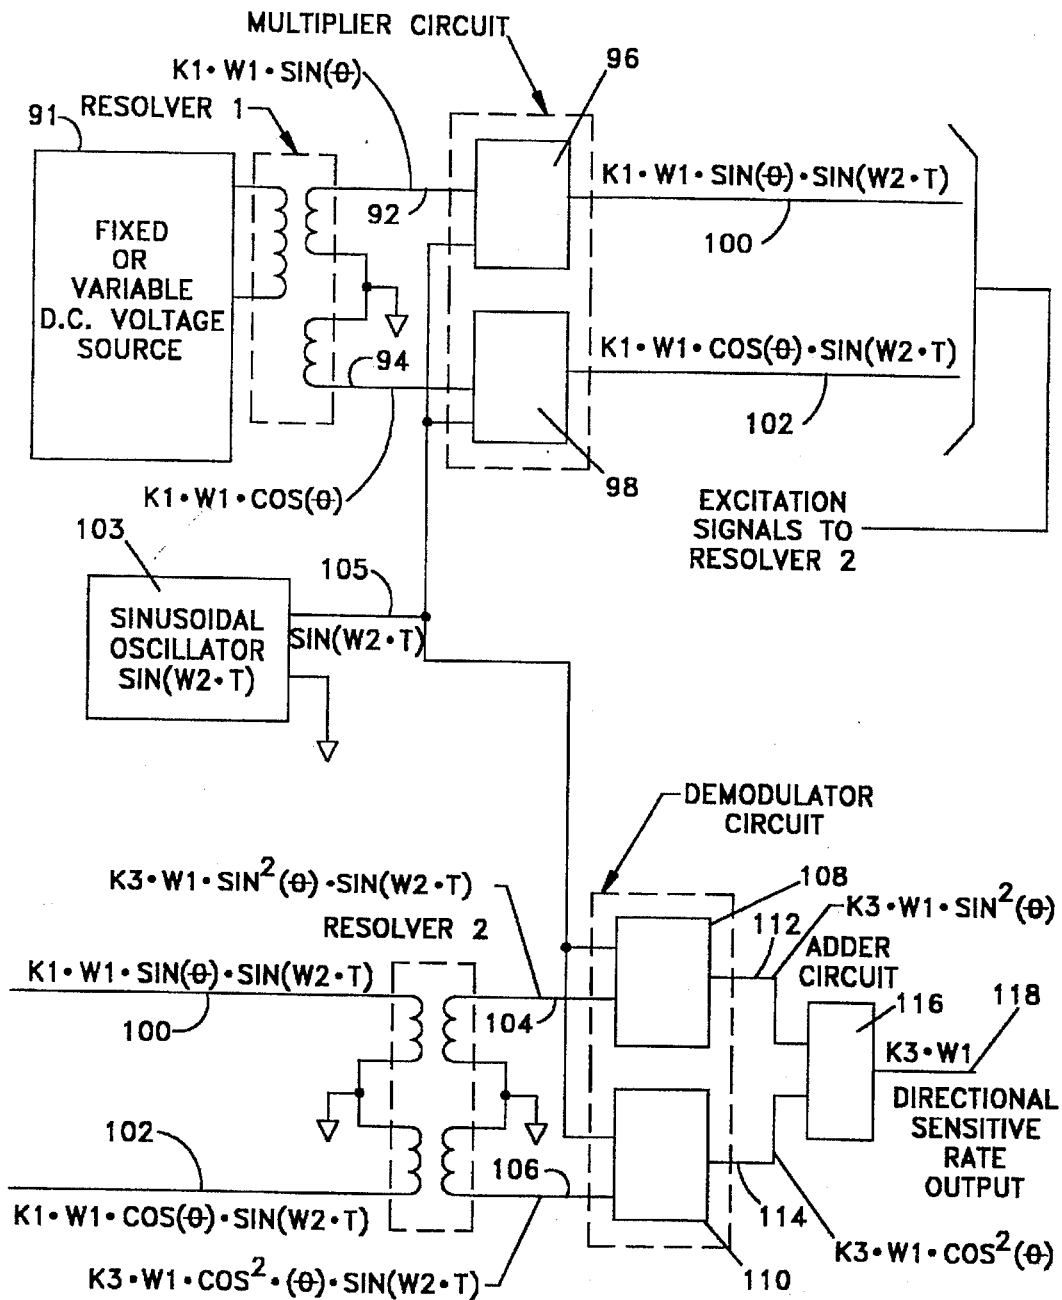 MULTIPLIER CIRCUIT
96
K1•W1•SIN(θ)
RESOLVER 1
91
FIXED
OR
VARIABLE
D.C. VOLTAGE
SOURCE
92
K1•W1•SIN(θ)•SIN(W2•T)
100
94
K1•W1•COS(θ)•SIN(W2•T)
102
98
K1•W1•COS(θ)
EXCITATION
SIGNALS TO
RESOLVER 2
103
105
SINUSOIDAL
OSCILLATOR
SIN(W2•T)
SIN(W2•T)
DEMODULATOR
CIRCUIT
K3•W1•SIN²(θ)•SIN(W2•T)
108
K3•W1•SIN²(θ)
RESOLVER 2
112
ADDER
CIRCUIT
K1•W1•SIN(θ)•SIN(W2•T)
100
104
116
118
K3•W1
DIRECTIONAL
SENSITIVE
RATE
OUTPUT
102
106
114
K1•W1•COS(θ)•SIN(W2•T)
K3•W1•COS²•(θ)•SIN(W2•T)
110
K3•W1•COS²(θ)